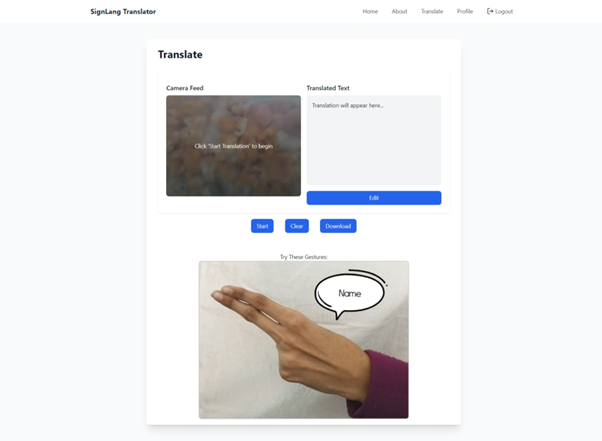 SignLang Translator
Home About Translate Profile Logout
Translate
Camera Feed
Translated Text
Click 'Start Translation' to begin
Translation will appear here...
Edit
Start Clear Download
Try These Gestures:
Name